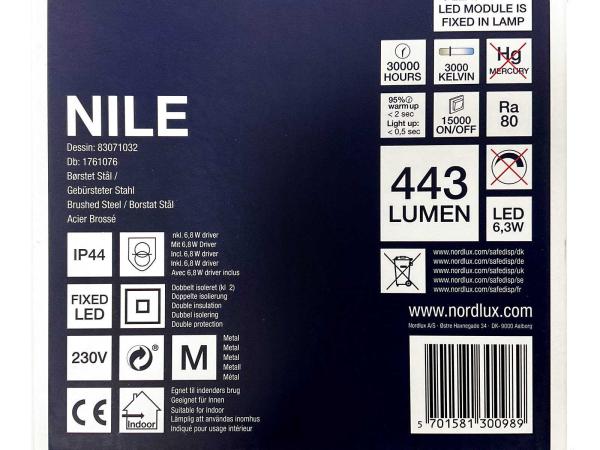 LED MODULE IS
FIXED IN LAMP
30000
HOURS
3000
KELVIN
Hg
MERCURY
95%
warm up
< 2 sec
Light up:
< 0,5 sec
15000
ON/OFF
Ra
80
NILE
Dessin: 83071032
Db: 1761076
Børstet Stål /
Gebürsteter Stahl
Brushed Steel / Borstat Stål
Acier Brossé
443
LUMEN
LED
6,3W
IP44
nkl. 6,8W driver
Mit 6,8 W driver
Incl. 6,8 W driver
Inkl. 6,8 W driver
Avec 6,8 W driver inclus
www.nordlux.com/safedisp/dk
www.nordlux.com/safedisp/de
www.nordlux.com/safedisp/uk
www.nordlux.com/safedisp/se
www.nordlux.com/safedisp/fr
FIXED
LED
Dobbelt isoleret (kl 2)
Doppelte isolierung
Double insulation
Dubbel isolering
Double protection
www.nordlux.com
Nordlux A/S · Østre Havnegade 34 · DK- 9000 Aalborg
230V
M
Metal
Metal
Metal
Metall
Métal
CE
Indoor
Egnet til indendørs brug
Geeignet für Innen
Suitable for Indoor
Lämplig att användas inomhus
Indiqué pour usage intérieur
5 701581 300989